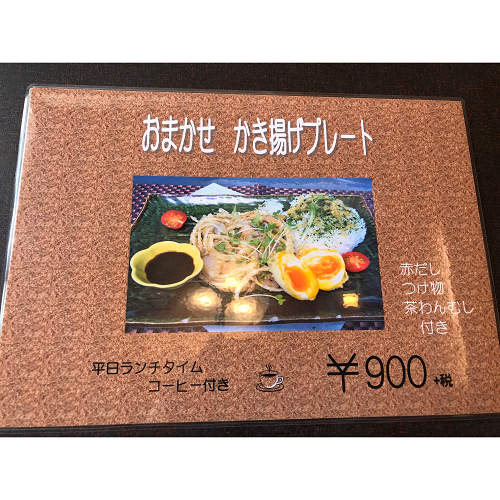 おまかせ かき揚げプレート
赤だし
つけ物
茶わんむし
付き
平日ランチタイム
コーヒー付き
￥900 +税